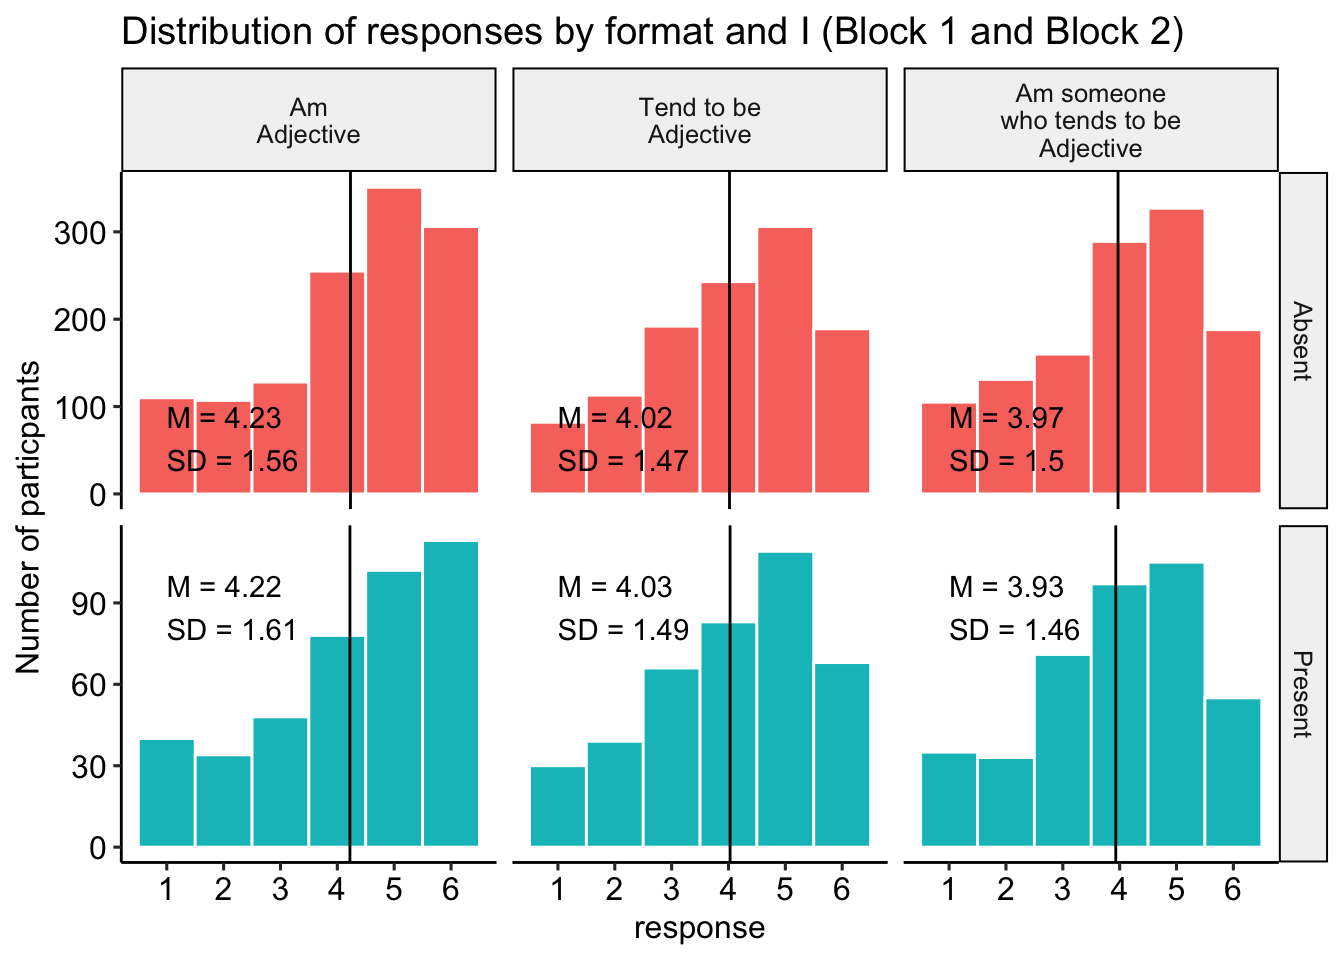 Distribution of responses by format and I (Block 1 and Block 2)
Am
Adjective
Tend to be
Adjective
Am someone
who tends to be
Adjective
Number of particpants
300
200
100
0
M = 4.23
SD = 1.56
M = 4.02
SD = 1.47
M = 3.97
SD = 1.5
Absent
90
60
30
0
M = 4.22
SD = 1.61
M = 4.03
SD = 1.49
M = 3.93
SD = 1.46
Present
1 2 3 4 5 6
1 2 3 4 5 6
1 2 3 4 5 6
response